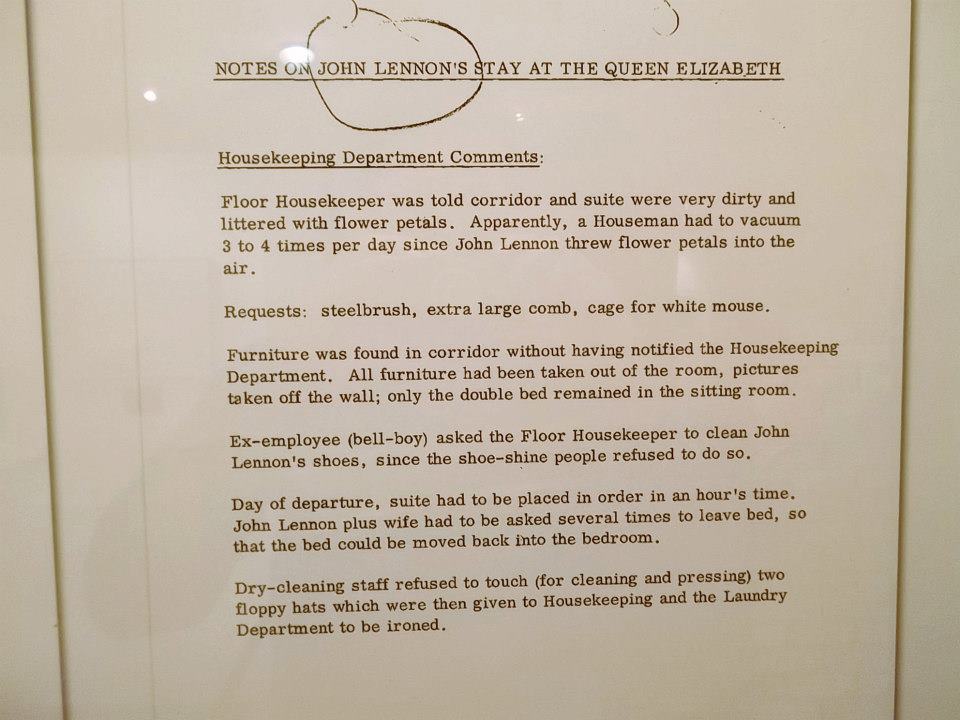 NOTES ON JOHN LENNON'S STAY AT THE QUEEN ELIZABETH
Housekeeping Department Comments:
Floor Housekeeper was told corridor and suite were very dirty and
littered with flower petals. Apparently, a Houseman had to vacuum
3 to 4 times per day since John Lennon threw flower petals into the
air.
Requests: steelbrush, extra large comb, cage for white mouse.
Furniture was found in corridor without having notified the Housekeeping
Department. All furniture had been taken out of the room, pictures
taken off the wall; only the double bed remained in the sitting room.
Ex-employee (bell-boy) asked the Floor Housekeeper to clean John
Lennon's shoes, since the shoe-shine people refused to do so.
Day of departure, suite had to be placed in order in an hour's time.
John Lennon plus wife had to be asked several times to leave bed, so
that the bed could be moved back into the bedroom.
Dry-cleaning staff refused to touch (for cleaning and pressing) two
floppy hats which were then given to Housekeeping and the Laundry
Department to be ironed.